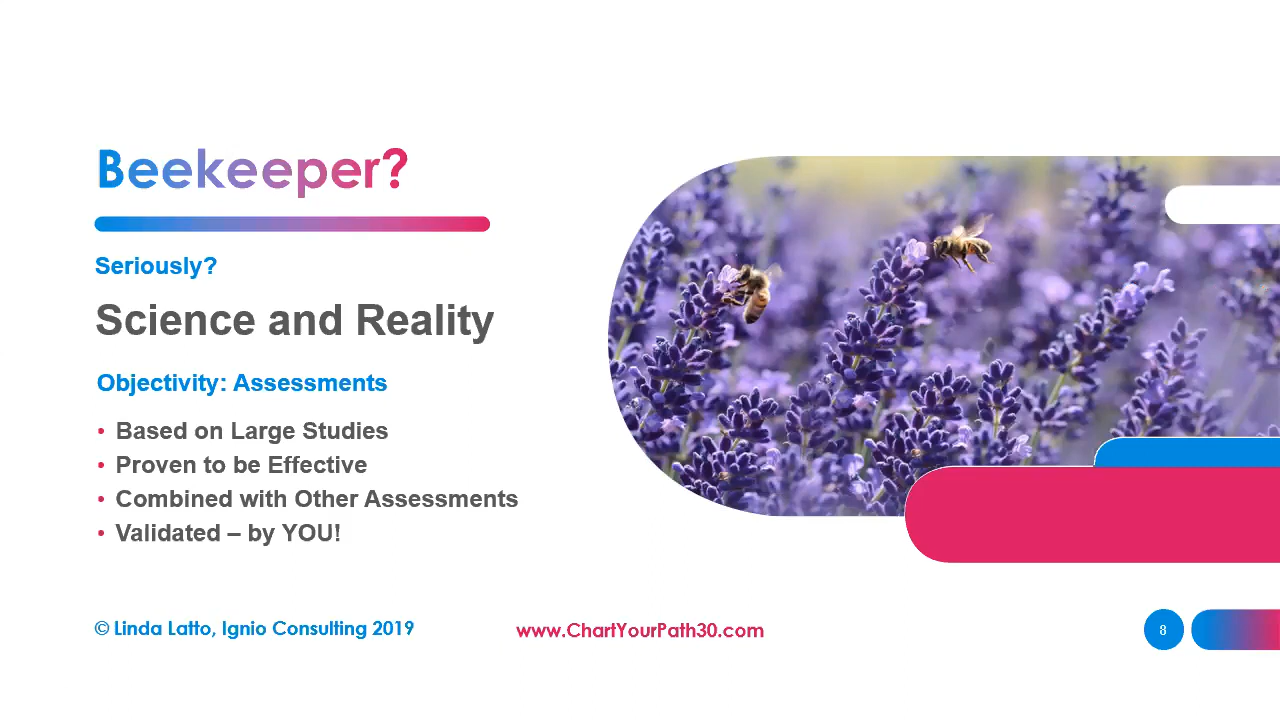 Beekeeper?
Seriously?
Science and Reality
Objectivity: Assessments
• Based on Large Studies
• Proven to be Effective
• Combined with Other Assessments
• Validated – by YOU!
© Linda Latto, Ignio Consulting 2019
www.ChartYourPath30.com
8